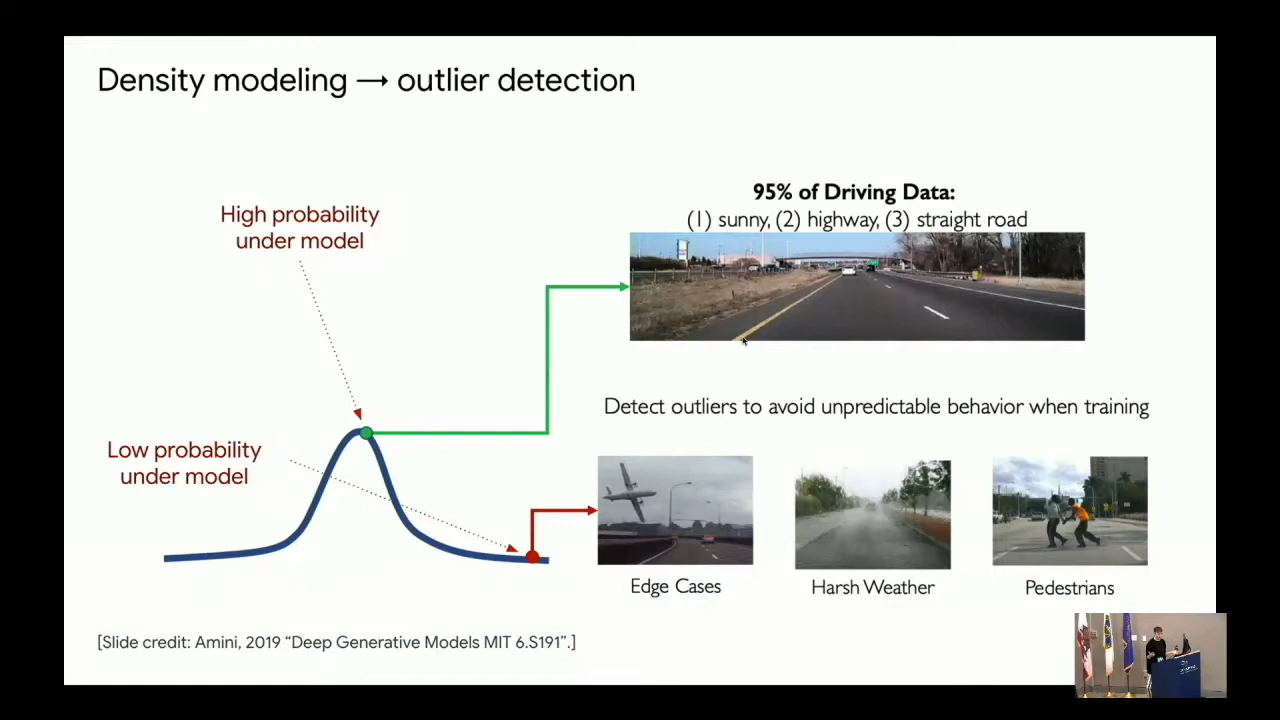 Density modeling → outlier detection
95% of Driving Data:
(1) sunny, (2) highway, (3) straight road
High probability
under model
Detect outliers to avoid unpredictable behavior when training
Low probability
under model
Edge Cases
Harsh Weather
Pedestrians
[Slide credit: Amini, 2019 “Deep Generative Models MIT 6.S191”.]